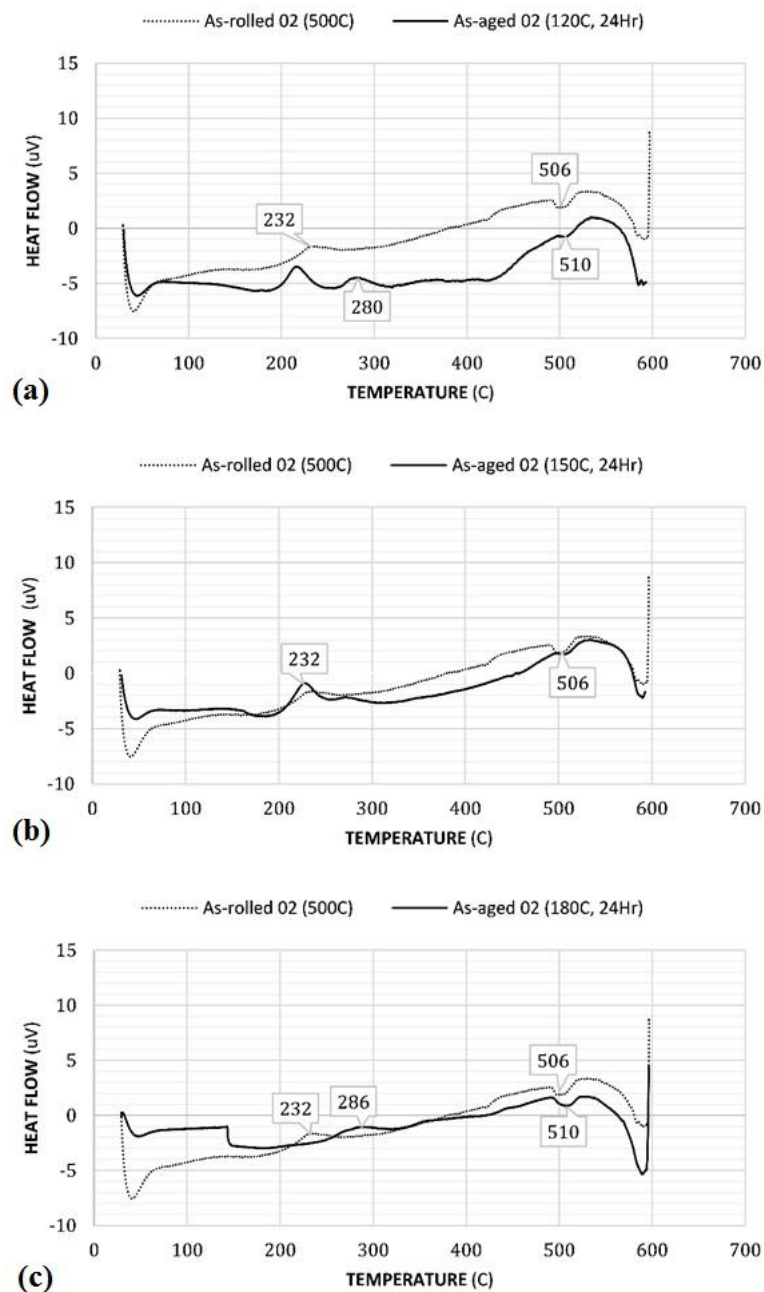 As-rolled 02 (500C) As-aged 02 (120C, 24Hr)
15
10
5
0
-5
-10
HEAT FLOW (uV)
232
280
506
510
0 100 200 300 400 500 600 700
TEMPERATURE (C)
(a)
As-rolled 02 (500C) As-aged 02 (150C, 24Hr)
15
10
5
0
-5
-10
HEAT FLOW (uV)
232
506
0 100 200 300 400 500 600 700
TEMPERATURE (C)
(b)
As-rolled 02 (500C) As-aged 02 (180C, 24Hr)
15
10
5
0
-5
-10
HEAT FLOW (uV)
232
286
506
510
0 100 200 300 400 500 600 700
TEMPERATURE (C)
(c)